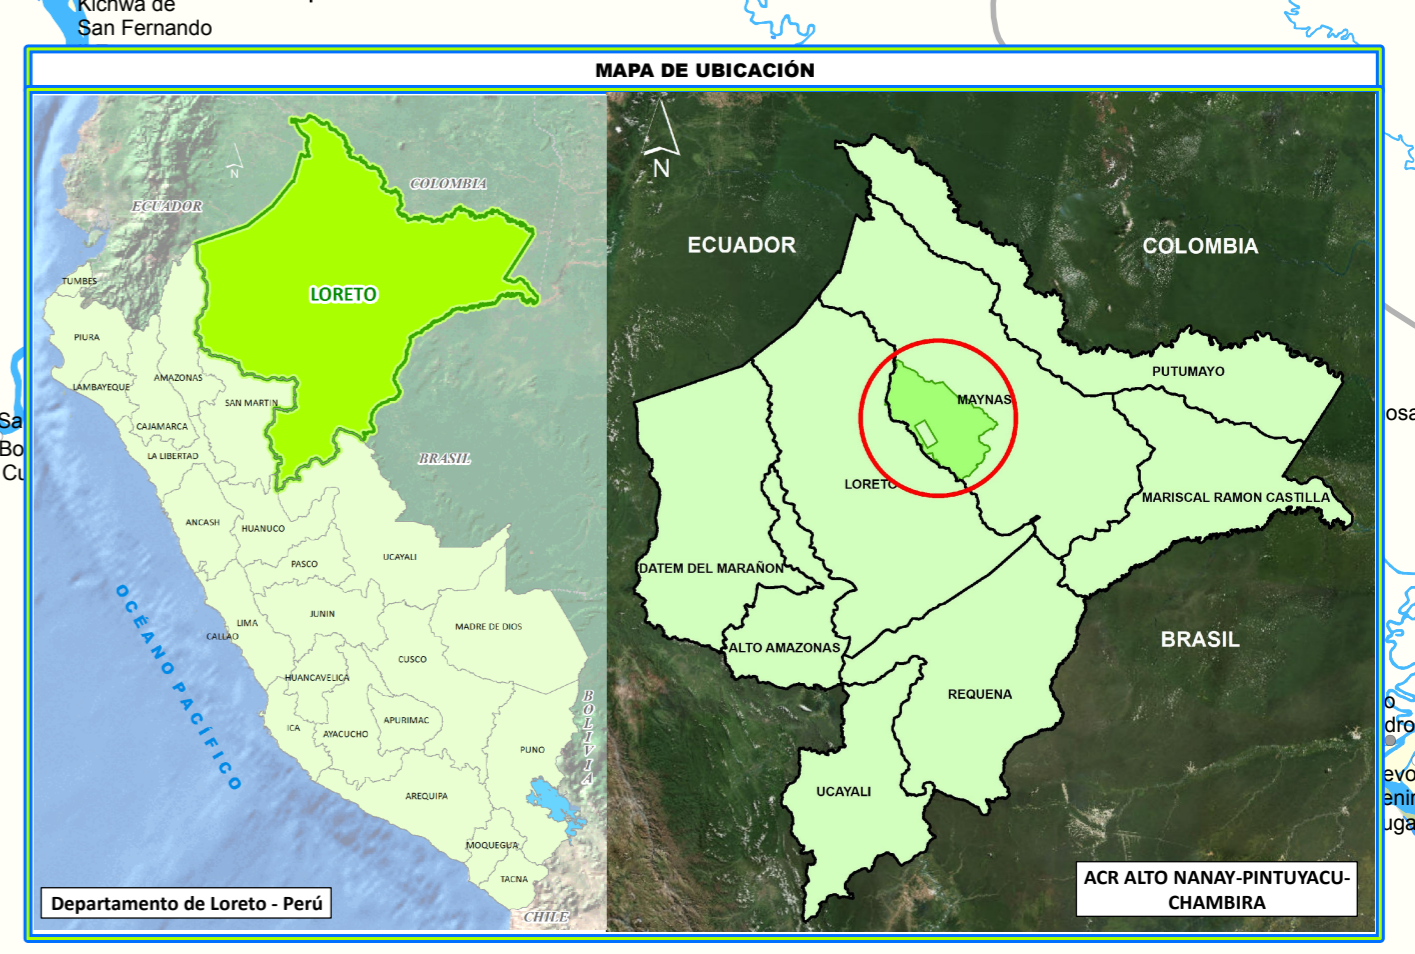 Kichwa de
San Fernando
MAPA DE UBICACIÓN
N
COLOMBIA
ECUADOR
LORETO
TUMBES
PIURA
LAMBAYEQUE
AMAZONAS
SAN MARTIN
CAJAMARCA
LA LIBERTAD
BRASIL
ANCASH
HUANUCO
PASCO
UCAYALI
JUNIN
LIMA
CALLAO
MADRE DE DIOS
CUSCO
HUANCAVELICA
ICA
AYACUCHO
APURIMAC
PUNO
AREQUIPA
MOQUEGUA
TACNA
OCÉANO PACÍFICO
BOLIVIA
CHILE
Departamento de Loreto - Perú
N
ECUADOR
COLOMBIA
PUTUMAYO
MAYNAS
LORETO
MARISCAL RAMON CASTILLA
DATEM DEL MARAÑON
ALTO AMAZONAS
BRASIL
REQUENA
UCAYALI
ACR ALTO NANAY-PINTUYACU-
CHAMBIRA